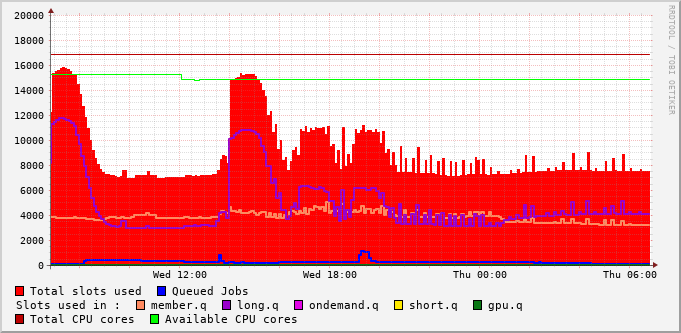 20000
18000
16000
14000
12000
10000
8000
6000
4000
2000
0
Wed 12:00 Wed 18:00 Thu 00:00 Thu 06:00
RRDTOOL / TOBI OETIKER
Total slots used Queued Jobs
Slots used in : member.q long.q ondemand.q short.q gpu.q
Total CPU cores Available CPU cores